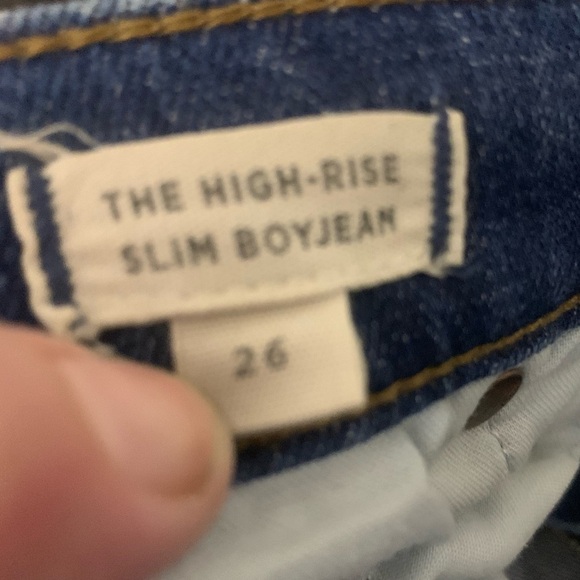 THE HIGH-RISE
SLIM BOYJEAN
26